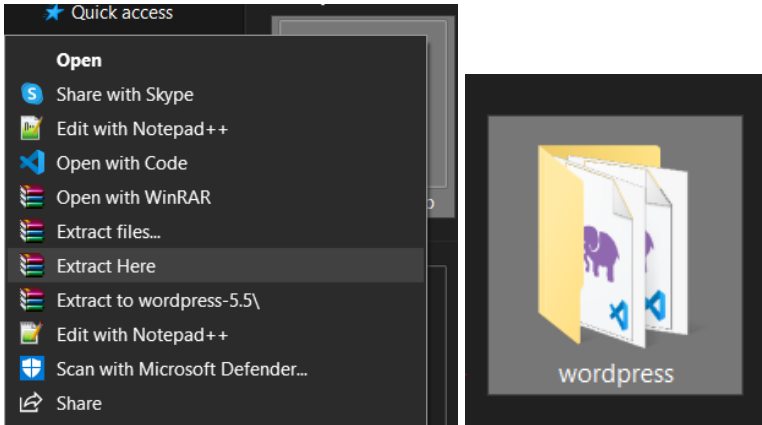 Quick access
Open
Share with Skype
Edit with Notepad++
Open with Code
Open with WinRAR
Extract files...
Extract Here
Extract to wordpress-5.5\
Edit with Notepad++
Scan with Microsoft Defender...
Share
wordpress